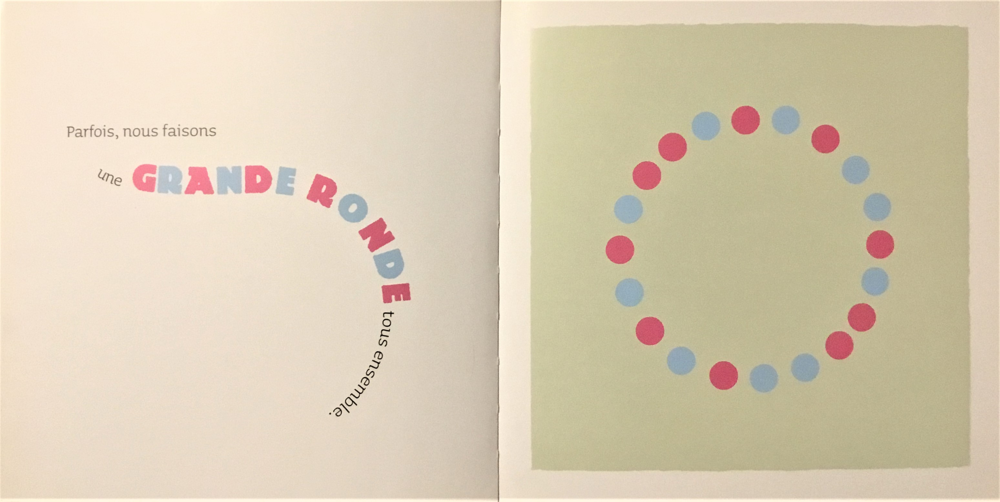 Parfois, nous faisons
une GRANDE RONDE tous ensemble.